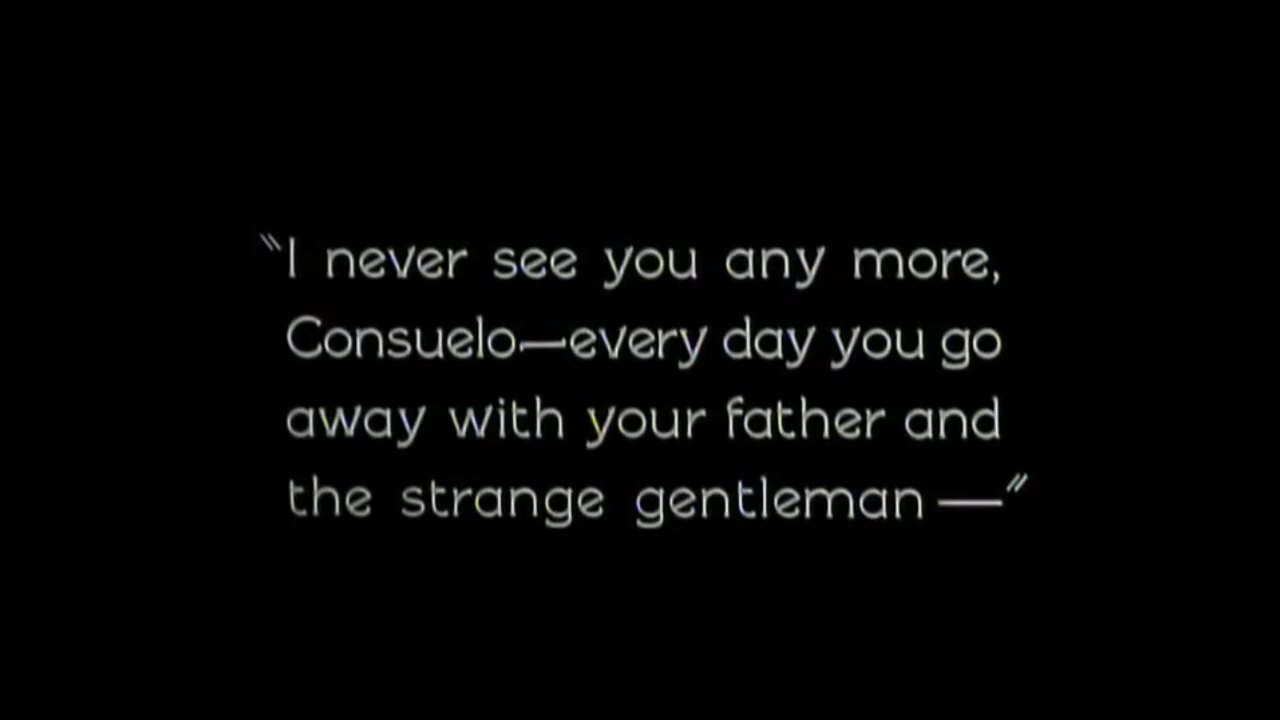 "I never see you any more,
Consuelo—every day you go
away with your father and
the strange gentleman —"